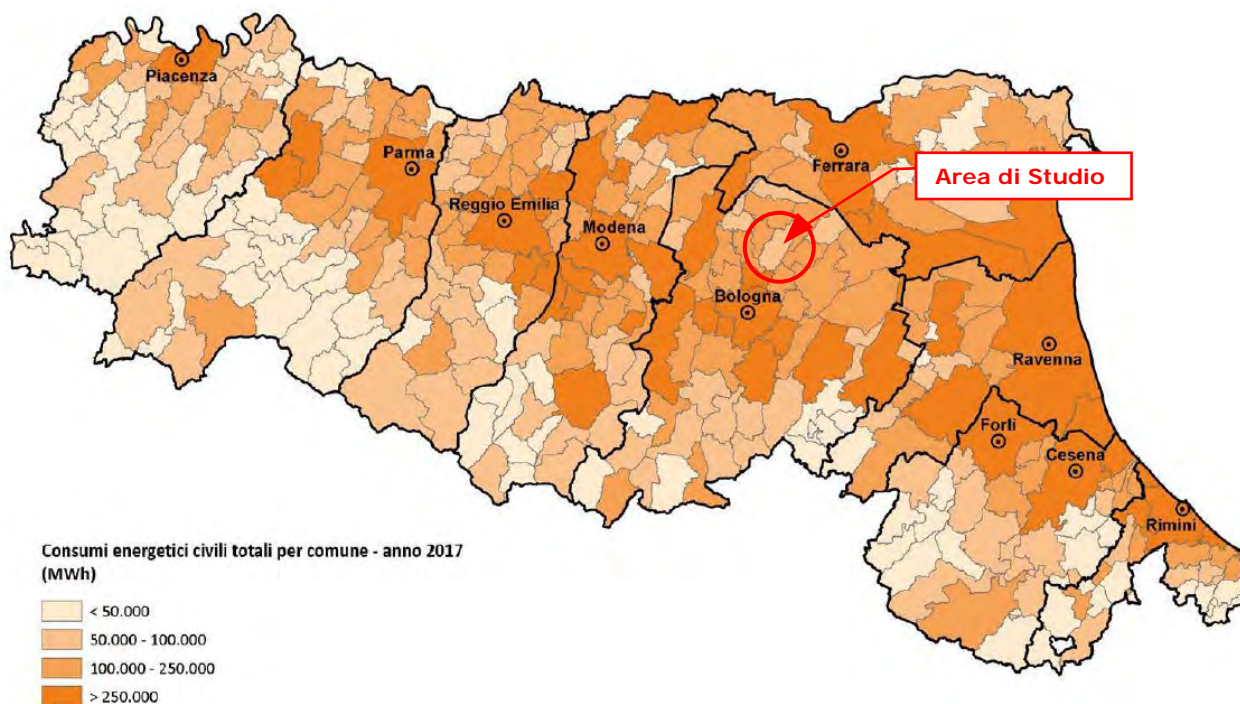 Piacenza
Parma
Ferrara
Area di Studio
Reggio Emilia
Modena
Bologna
Ravenna
Forlì
Cesena
Rimini
Consumi energetici civili totali per comune - anno 2017
(MWh)
< 50.000
50.000 - 100.000
100.000 - 250.000
> 250.000